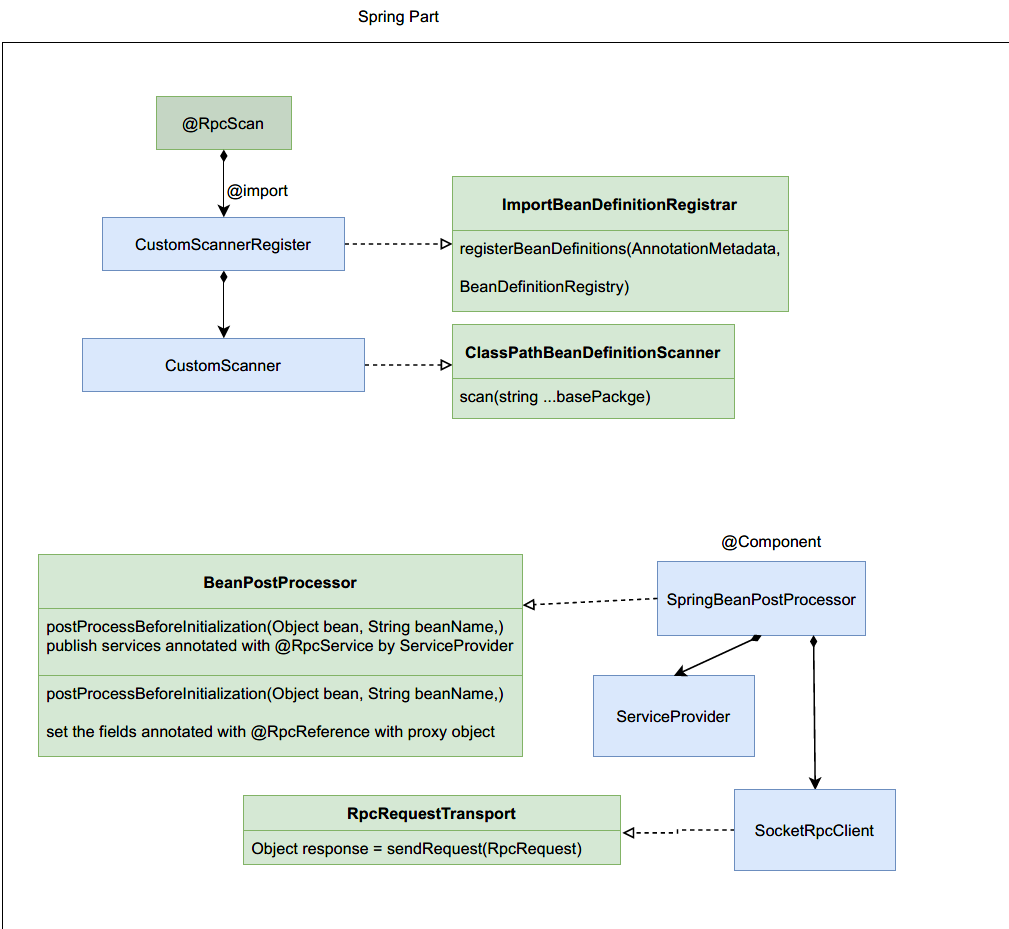 Spring Part
@RpcScan
@import
CustomScannerRegister
ImportBeanDefinitionRegistrar
registerBeanDefinitions(AnnotationMetadata,
BeanDefinitionRegistry)
CustomScanner
ClassPathBeanDefinitionScanner
scan(string ...basePackge)
@Component
BeanPostProcessor
postProcessBeforeInitialization(Object bean, String beanName,)
publish services annotated with @RpcService by ServiceProvider
postProcessBeforeInitialization(Object bean, String beanName,)
set the fields annotated with @RpcReference with proxy object
SpringBeanPostProcessor
ServiceProvider
RpcRequestTransport
Object response = sendRequest(RpcRequest)
SocketRpcClient